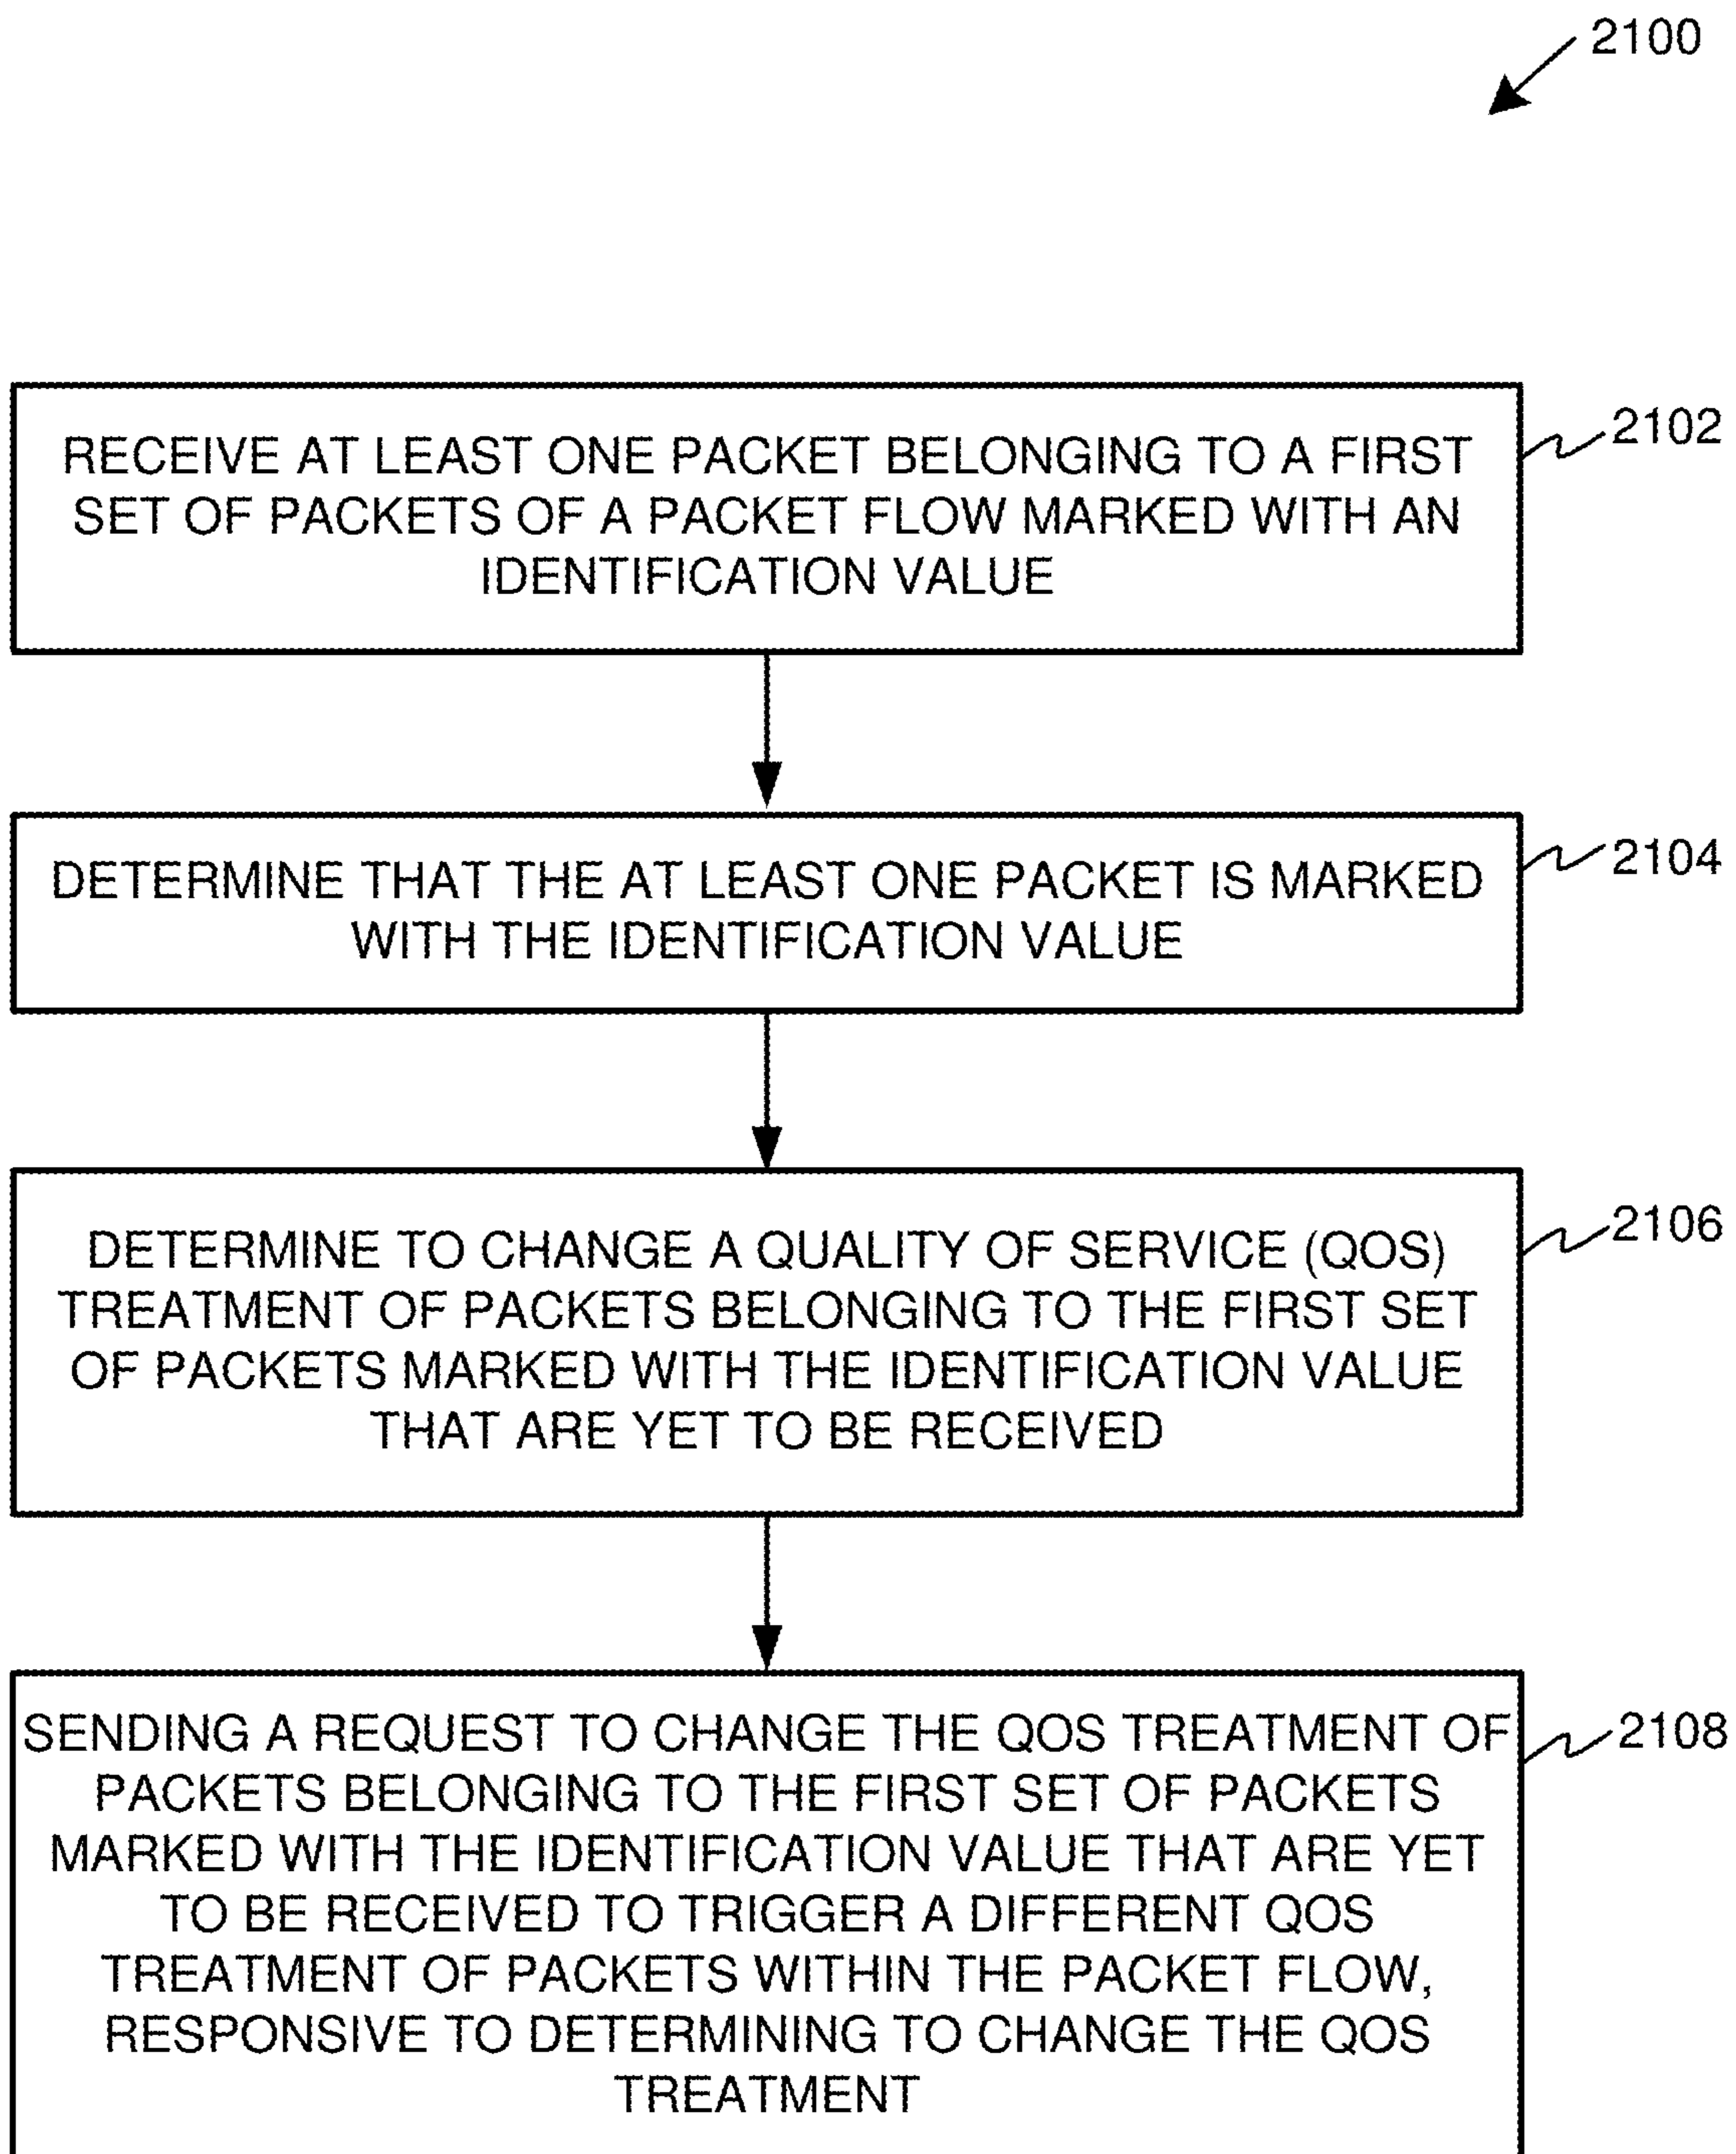 2100
RECEIVE AT LEAST ONE PACKET BELONGING TO A FIRST
SET OF PACKETS OF A PACKET FLOW MARKED WITH AN
IDENTIFICATION VALUE
2102
DETERMINE THAT THE AT LEAST ONE PACKET IS MARKED
WITH THE IDENTIFICATION VALUE
2104
DETERMINE TO CHANGE A QUALITY OF SERVICE (QOS)
TREATMENT OF PACKETS BELONGING TO THE FIRST SET
OF PACKETS MARKED WITH THE IDENTIFICATION VALUE
THAT ARE YET TO BE RECEIVED
2106
SENDING A REQUEST TO CHANGE THE QOS TREATMENT OF
PACKETS BELONGING TO THE FIRST SET OF PACKETS
MARKED WITH THE IDENTIFICATION VALUE THAT ARE YET
TO BE RECEIVED TO TRIGGER A DIFFERENT QOS
TREATMENT OF PACKETS WITHIN THE PACKET FLOW,
RESPONSIVE TO DETERMINING TO CHANGE THE QOS
TREATMENT
2108